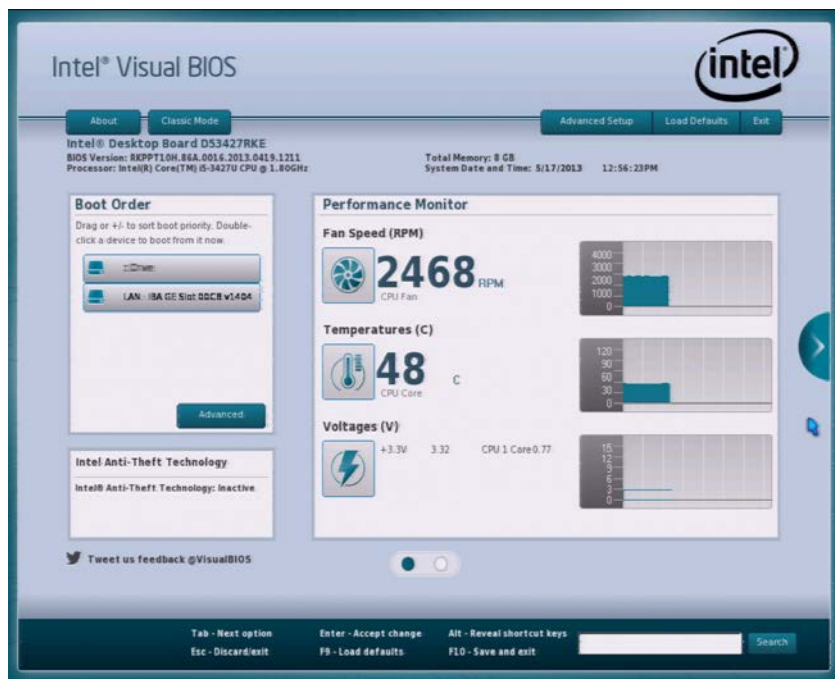 Intel® Visual BIOS
intel
About
Classic Mode
Advanced Setup
Load Defaults
Exit
Intel® Desktop Board D53427RKE
BIOS Version: RKPPT10H.86A.0016.2013.0419.1211
Processor: Intel(R) Core(TM) i5-3427U CPU @ 1.80GHz
Total Memory: 8 GB
System Date and Time: 5/17/2013 12:56:23PM
Boot Order
Drag or +/- to sort boot priority. Double-
click a device to boot from it now.
LAN : IBA GE Slot 00C8 v1404
Advanced
Intel Anti-Theft Technology
Intel® Anti-Theft Technology: Inactive
Tweet us feedback @VisualBIOS
Performance Monitor
Fan Speed (RPM)
2468 RPM
CPU Fan
4000
3000
2000
1000
0
Temperatures (C)
48 C
CPU Core
120
90
60
30
0
Voltages (V)
+3.3V 3.32 CPU 1 Core 0.77
15
12
9
6
3
0
Tab - Next option
Esc - Discard/exit
Enter - Accept change
F9 - Load defaults
Alt - Reveal shortcut keys
F10 - Save and exit
Search